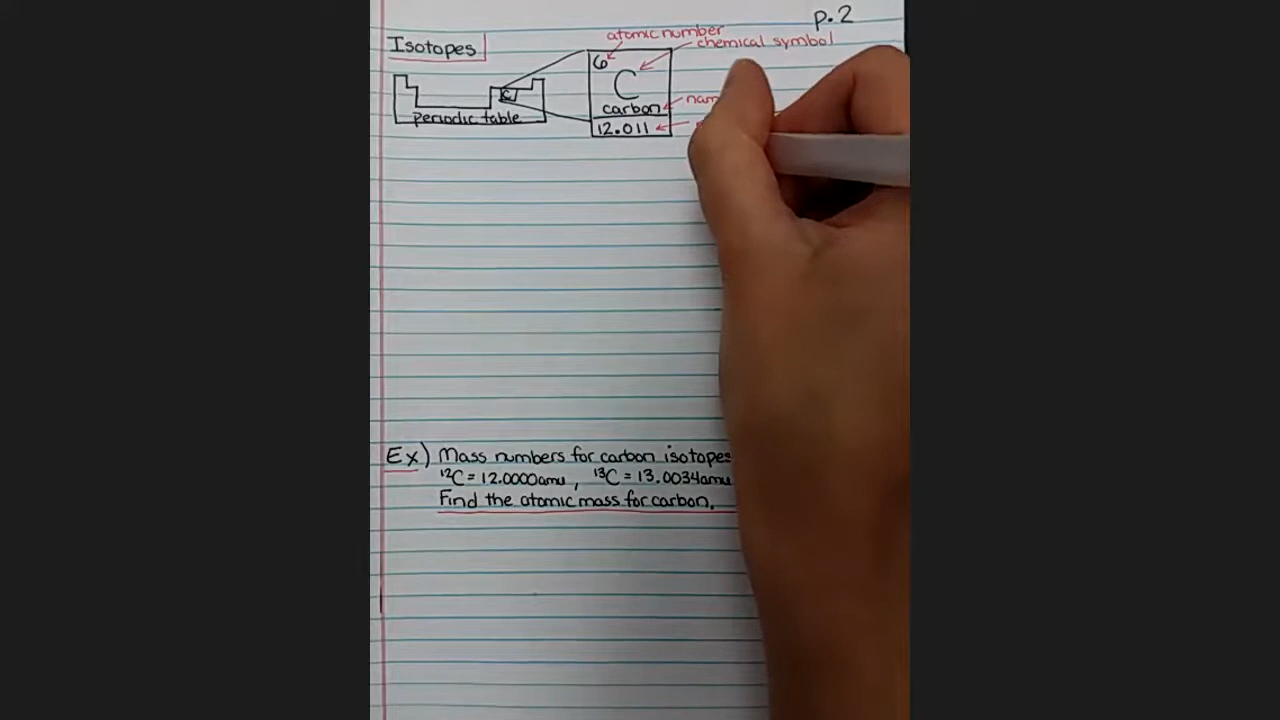 p.2
Isotopes
atomic number
chemical symbol
6
C
carbon
12.011
C
periodic table
Ex) Mass numbers for carbon isotopes
¹²C = 12.0000amu, ¹³C = 13.0034amu
Find the atomic mass for carbon.